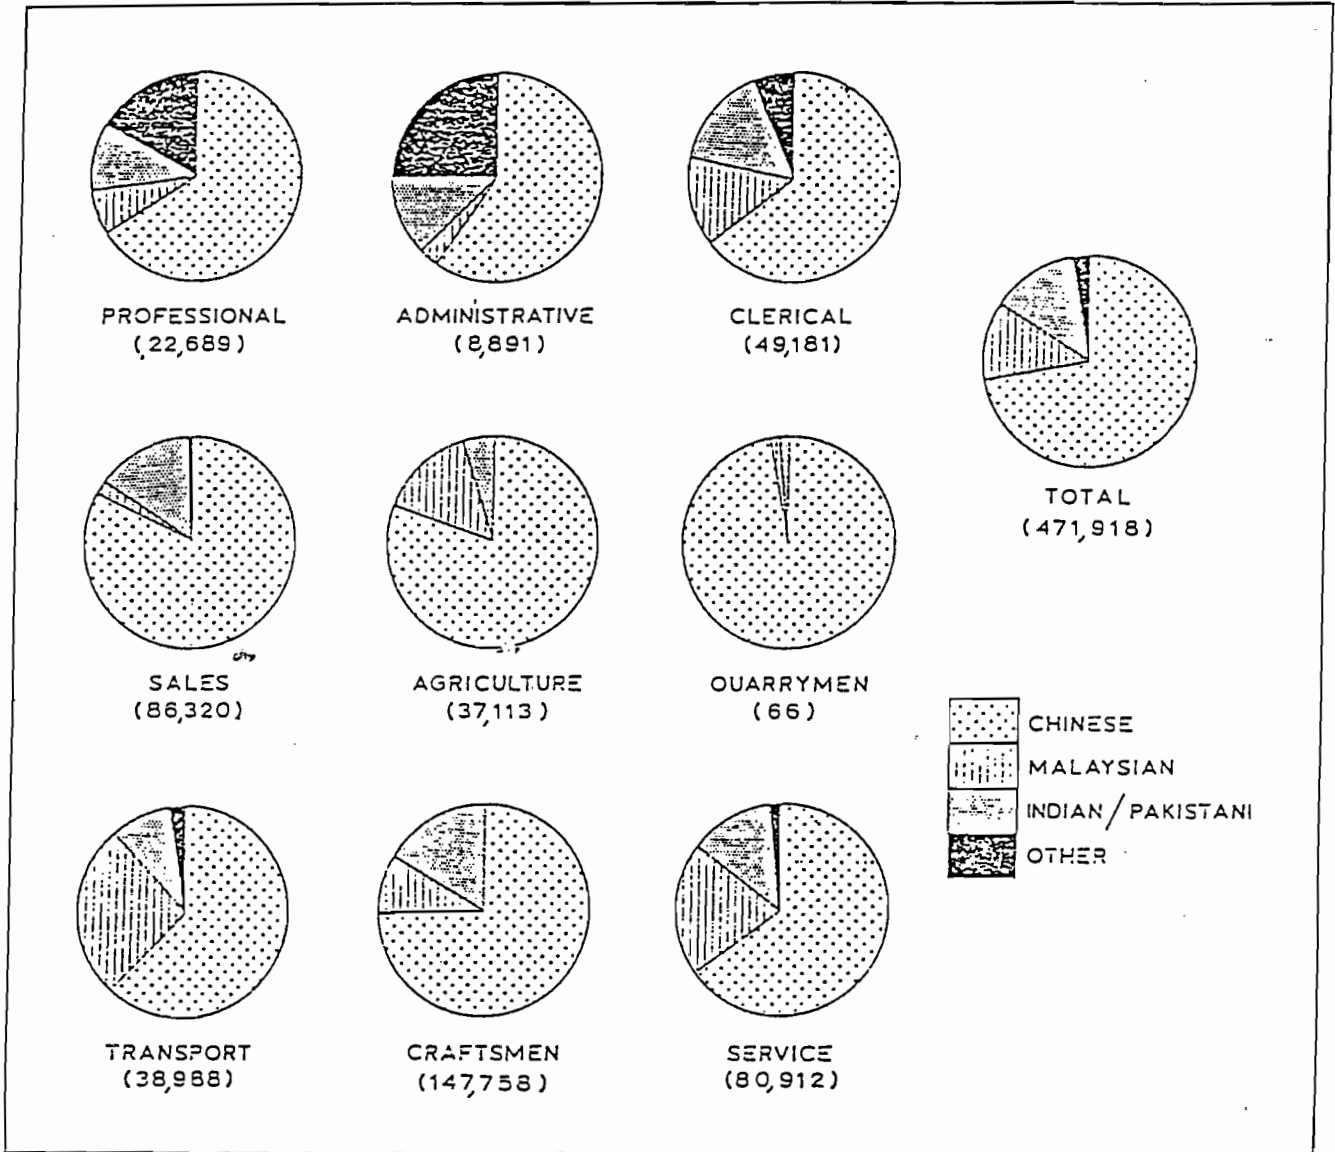 PROFESSIONAL
(22,689)
ADMINISTRATIVE
(8,891)
CLERICAL
(49,181)
TOTAL
(471,918)
SALES
(86,320)
AGRICULTURE
(37,113)
QUARRYMEN
(66)
CHINESE
MALAYSIAN
INDIAN/PAKISTANI
OTHER
TRANSPORT
(38,988)
CRAFTSMEN
(147,758)
SERVICE
(80,912)